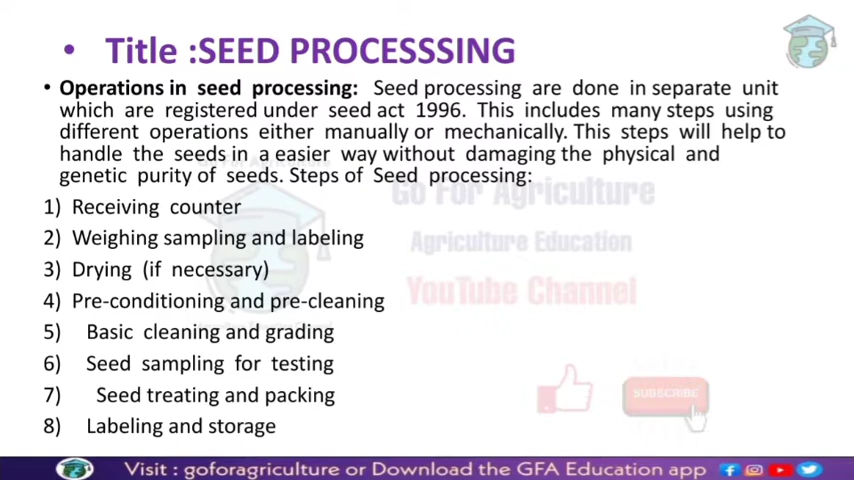 • Title :SEED PROCESSSING
• Operations in seed processing: Seed processing are done in separate unit
which are registered under seed act 1996. This includes many steps using
different operations either manually or mechanically. This steps will help to
handle the seeds in a easier way without damaging the physical and
genetic purity of seeds. Steps of Seed processing:
1) Receiving counter
2) Weighing sampling and labeling
3) Drying (if necessary)
4) Pre-conditioning and pre-cleaning
5) Basic cleaning and grading
6) Seed sampling for testing
7) Seed treating and packing
8) Labeling and storage
Go For Agriculture
Agriculture Education
YouTube Channel
SUBSCRIBE
Visit : goforagriculture or Download the GFA Education app